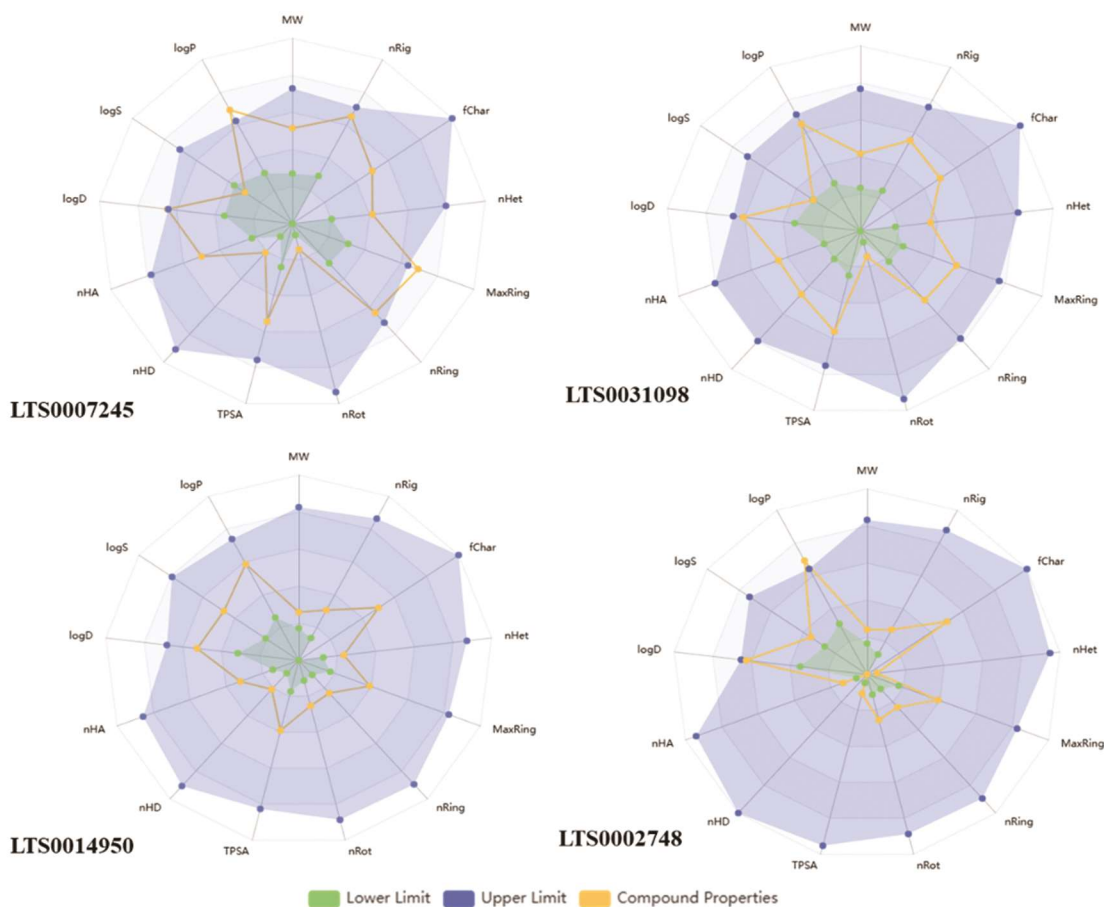 MW
nRig
fChar
nHet
MaxRing
nRing
nRot
TPSA
nHD
nHA
logD
logS
logP
LTS0007245
MW
nRig
fChar
nHet
MaxRing
nRing
nRot
TPSA
nHD
nHA
logD
logS
logP
LTS0031098
MW
nRig
fChar
nHet
MaxRing
nRing
nRot
TPSA
nHD
nHA
logD
logS
logP
LTS0014950
MW
nRig
fChar
nHet
MaxRing
nRing
nRot
TPSA
nHD
nHA
logD
logS
logP
LTS0002748
Lower Limit Upper Limit Compound Properties